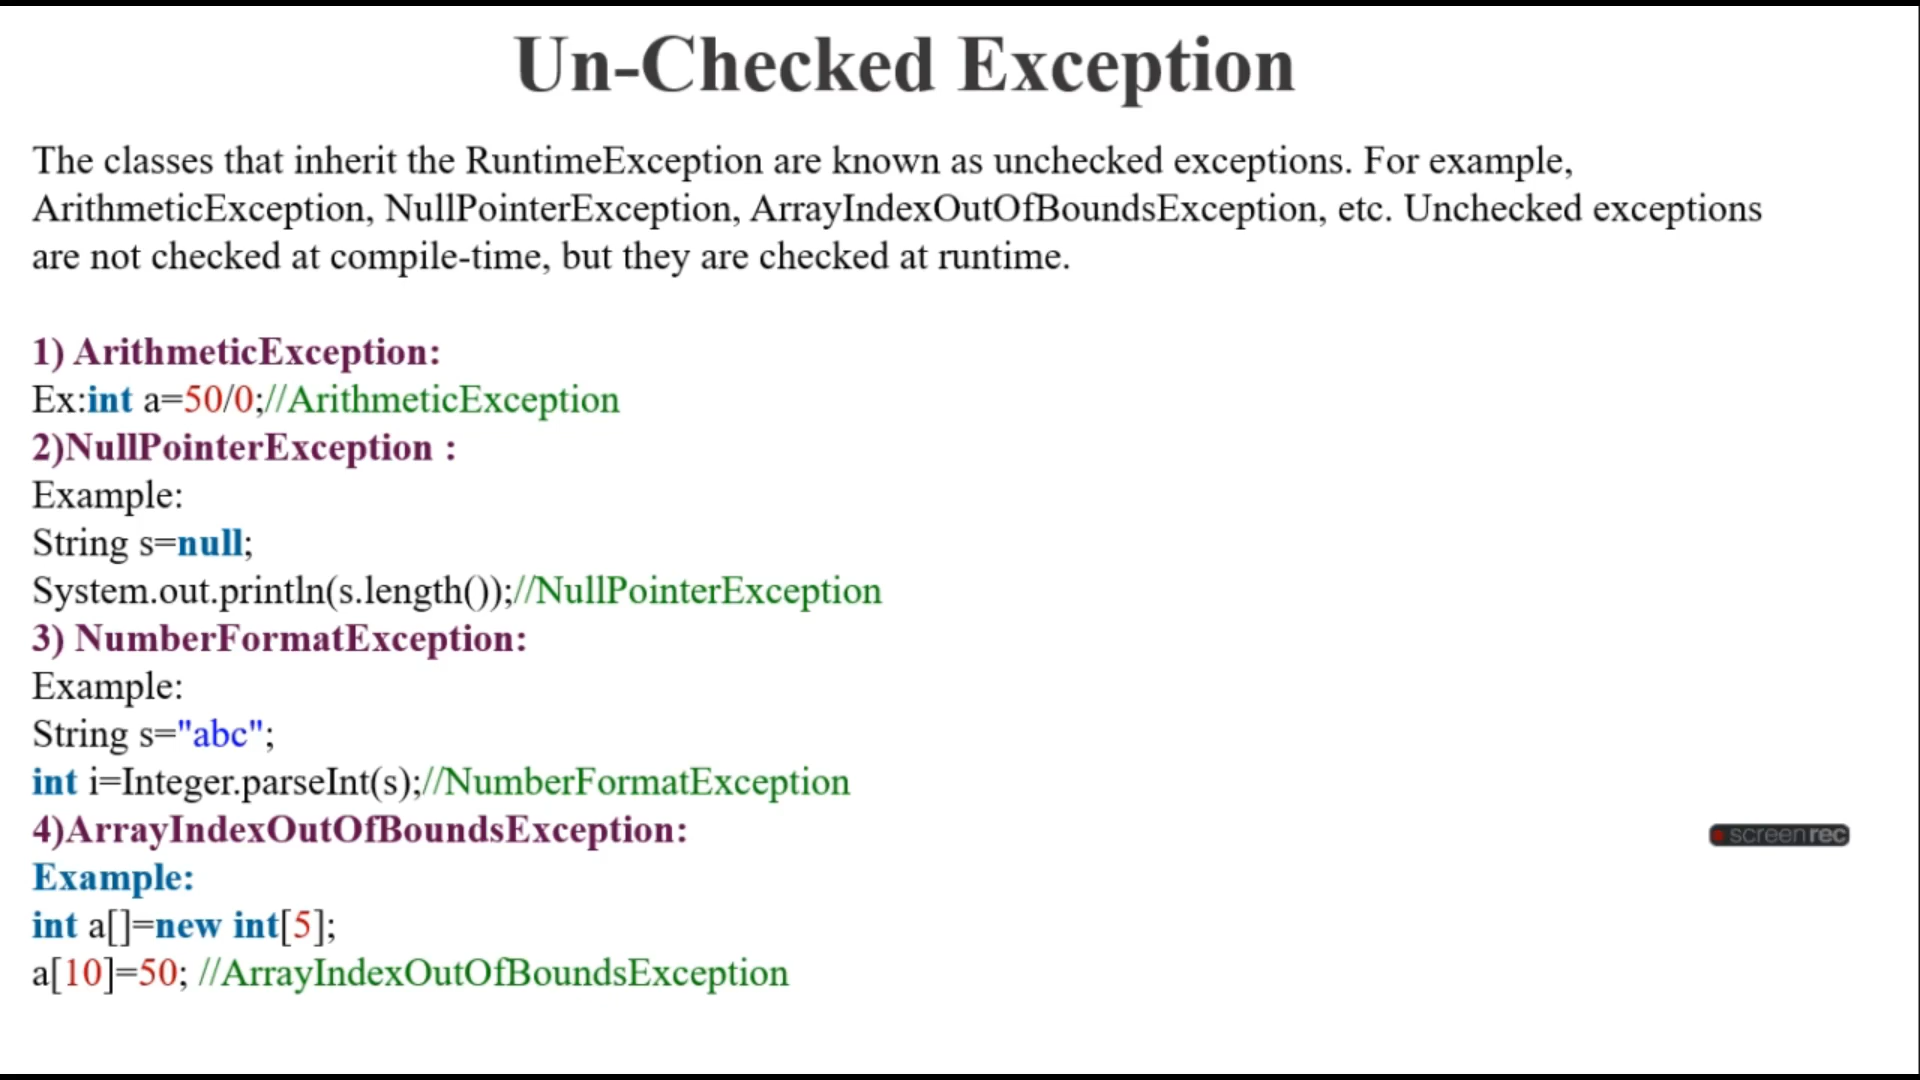 Un-Checked Exception
The classes that inherit the RuntimeException are known as unchecked exceptions. For example,
ArithmeticException, NullPointerException, ArrayIndexOutOfBoundsException, etc. Unchecked exceptions
are not checked at compile-time, but they are checked at runtime.
1) ArithmeticException:
Ex:int a=50/0;//ArithmeticException
2)NullPointerException :
Example:
String s=null;
System.out.println(s.length());//NullPointerException
3) NumberFormatException:
Example:
String s="abc";
int i=Integer.parseInt(s);//NumberFormatException
4)ArrayIndexOutOfBoundsException:
Example:
int a[]=new int[5];
a[10]=50; //ArrayIndexOutOfBoundsException
screenrec